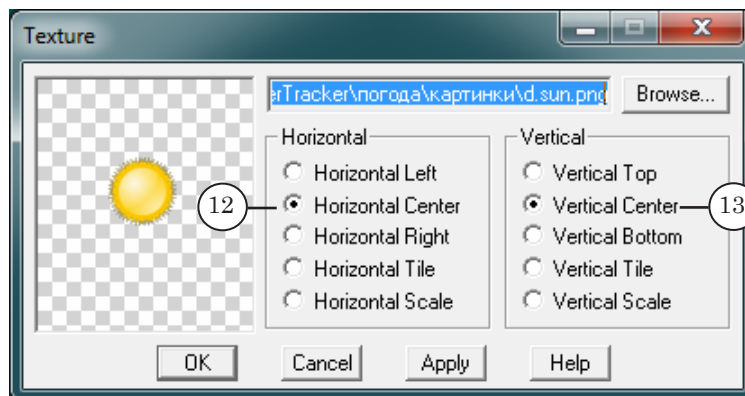 Texture
erTracker\погода\картинки\d.sun.png
Browse...
Horizontal
Vertical
Horizontal Left
Vertical Top
12
Horizontal Center
Vertical Center
13
Horizontal Right
Vertical Bottom
Horizontal Tile
Vertical Tile
Horizontal Scale
Vertical Scale
OK
Cancel
Apply
Help